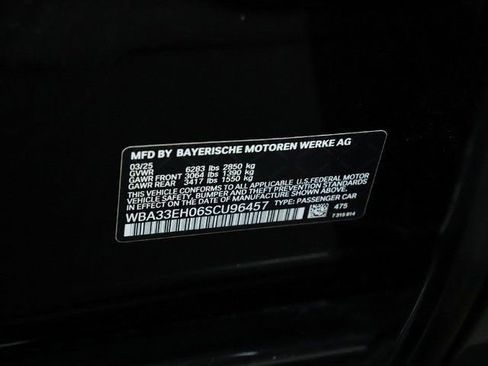 MFD BY BAYERISCHE MOTOREN WERKE AG
03/25
GVWR 6283 lbs 2850 kg
GAWR FRONT 3064 lbs 1390 kg
GAWR REAR 3417 lbs 1550 kg
THIS VEHICLE CONFORMS TO ALL APPLICABLE U.S. FEDERAL MOTOR
VEHICLE SAFETY, BUMPER, AND THEFT PREVENTION STANDARDS
IN EFFECT ON THE DATE OF MANUFACTURE SHOWN ABOVE.
WBA33EH06SCU96457 TYPE: PASSENGER CAR 475
7 315 814